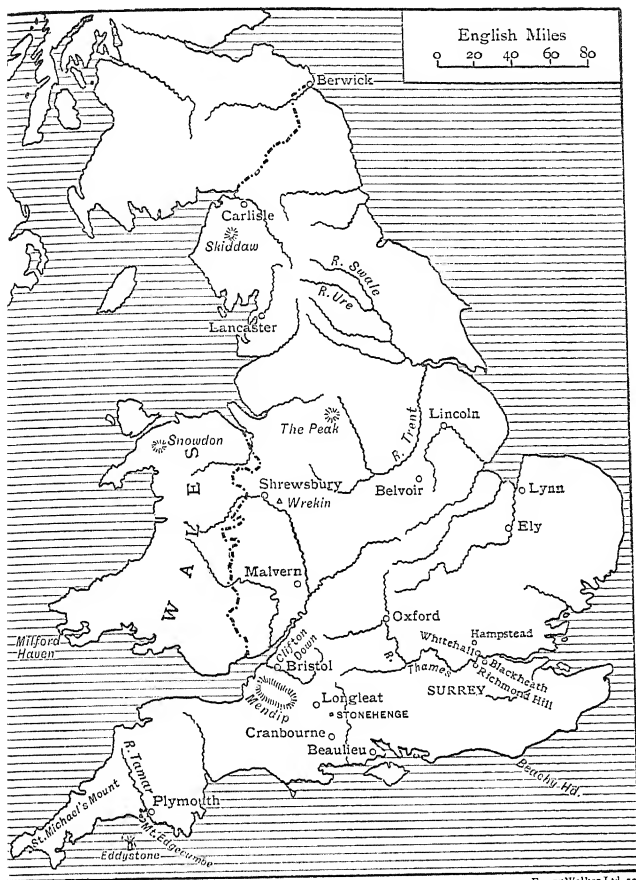 English Miles
0 20 40 60 80
Berwick
Carlisle
Skiddaw
R. Swale
R. Ure
Lancaster
The Peak
R. Trent
Lincoln
Snowdon
WALES
Shrewsbury
Wrekin
Belvoir
Lynn
Ely
Malvern
Milford
Haven
Oxford
Hampstead
Whitehall
Blackheath
Richmond Hill
R. Thames
SURREY
Clifton
Down
Bristol
Mendip
Longleat
STONEHENGE
Cranbourne
Beaulieu
Beachy Hd.
R. Tamar
Plymouth
St. Michael's Mount
Mt. Edgecumbe
Eddystone